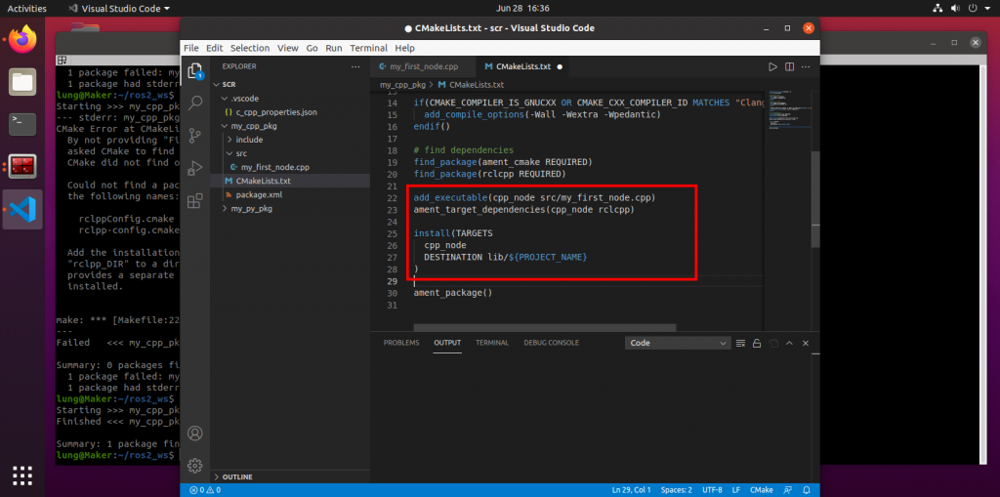 Activities
Visual Studio Code
Jun 28 16:36
CMakeLists.txt - scr - Visual Studio Code
File Edit Selection View Go Run Terminal Help
1 package failed: my
1 package had stderr
lung@Maker:~/ros2_ws$
Starting >>> my_cpp_pk
--- stderr: my_cpp_pkg
CMake Error at CMakeLi
By not providing "Fi
asked CMake to find
CMake did not find o
Could not find a pac
the following names:
rclppConfig.cmake
rclpp-config.cmake
Add the installation
"rclpp_DIR" to a dir
provides a separate
installed.
make: *** [Makefile:22
---
Failed <<< my_cpp_pk
Summary: 0 packages fi
1 package failed: my
1 package had stderr
lung@Maker:~/ros2_ws$
Starting >>> my_cpp_pk
Finished <<< my_cpp_pk
Summary: 1 package fin
lung@Maker:~/ros2_ws$
1
EXPLORER
SCR
.vscode
c_cpp_properties.json
my_cpp_pkg
include
src
my_first_node.cpp
CMakeLists.txt
package.xml
my_py_pkg
OUTLINE
my_first_node.cpp
CMakeLists.txt
my_cpp_pkg > CMakeLists.txt
13
14 if(CMAKE_COMPILER_IS_GNUCXX OR CMAKE_CXX_COMPILER_ID MATCHES "Clang
15 add_compile_options(-Wall -Wextra -Wpedantic)
16 endif()
17
18 # find dependencies
19 find_package(ament_cmake REQUIRED)
20 find_package(rclcpp REQUIRED)
21
22 add_executable(cpp_node src/my_first_node.cpp)
23 ament_target_dependencies(cpp_node rclcpp)
24
25 install(TARGETS
26 cpp_node
27 DESTINATION lib/${PROJECT_NAME}
28 )
29
30 ament_package()
31
PROBLEMS OUTPUT TERMINAL DEBUG CONSOLE
Code
0 0
Ln 29, Col 1 Spaces: 2 UTF-8 LF CMake